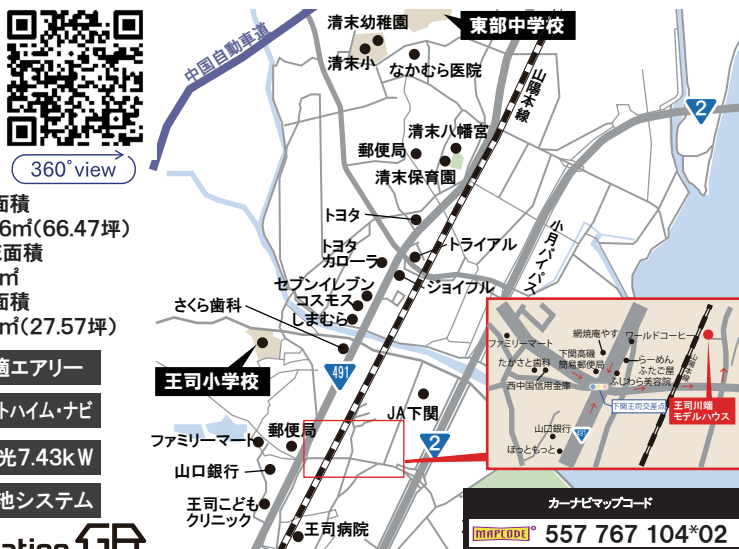 360°view
面積
6㎡(66.47坪)
面積
㎡
面積
㎡(27.57坪)
適エアリー
トハイム・ナビ
光7.43kW
池システム
中国自動車道
清末幼稚園
清末小
なかむら医院
東部中学校
山陽本線
2
清末八幡宮
郵便局
清末保育園
トヨタ
トヨタ
カローラ
トライアル
小月バイパス
セブンイレブン
コスモス
しまむら
ジョイフル
さくら歯科
491
王司小学校
JA下関
2
ファミリーマート
郵便局
山口銀行
王司こども
クリニック
王司病院
ファミリーマート
たかさと歯科
西中国信用金庫
網焼庵やす
下関高磯
簡易郵便局
ワールドコーヒー
らーめん
ふたご屋
ふじわら美容院
山陽本線
下関王司交差点
王司川端
モデルハウス
山口銀行
491
ほっともっと
カーナビマップコード
MAPCODE® 557 767 104*02